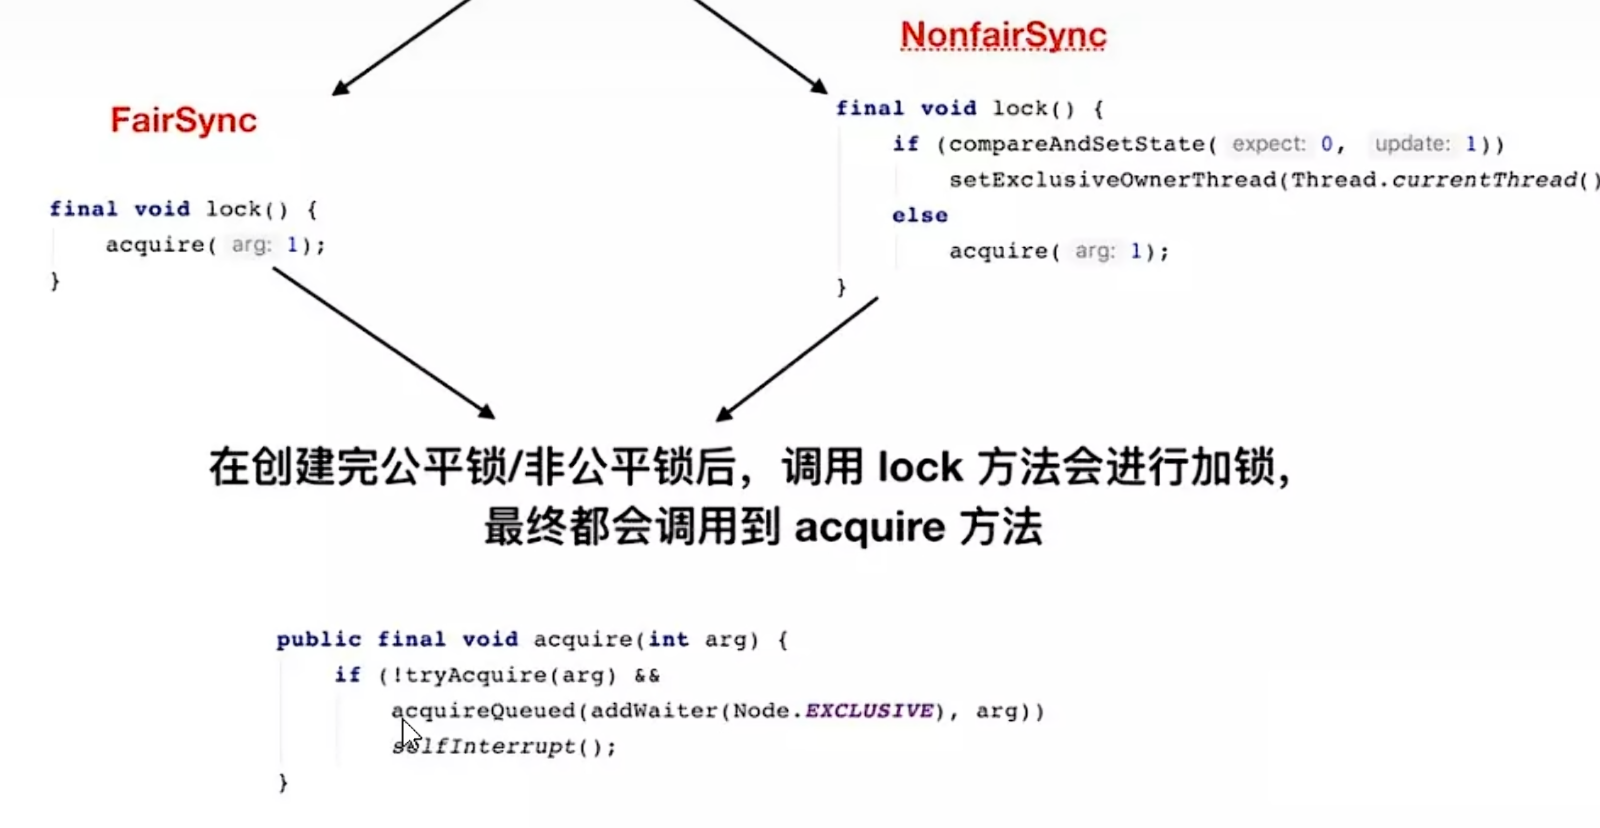 NonfairSync
final void lock() {
if (compareAndSetState( expect: 0, update: 1))
setExclusiveOwnerThread(Thread.currentThread()
else
acquire( arg: 1);
}
FairSync
final void lock() {
acquire( arg: 1);
}
在创建完公平锁/非公平锁后，调用 lock 方法会进行加锁，
最终都会调用到 acquire 方法
public final void acquire(int arg) {
if (!tryAcquire(arg) &&
acquireQueued(addWaiter(Node.EXCLUSIVE), arg))
selfInterrupt();
}